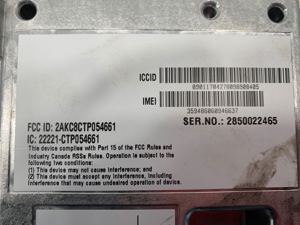 ICCID
IMEI
359486060946637
FCC ID: 2AKC8CTP054661
SER.NO.: 2850022465
IC: 22221-CTP054661
This device complies with Part 15 of the FCC Rules and
Industry Canada RSSs Rules. Operation is subject to the
following two conditions:
(1) This device may not cause interference; and
(2) This device must accept any interference, including
interference that may cause undesired operation of device.